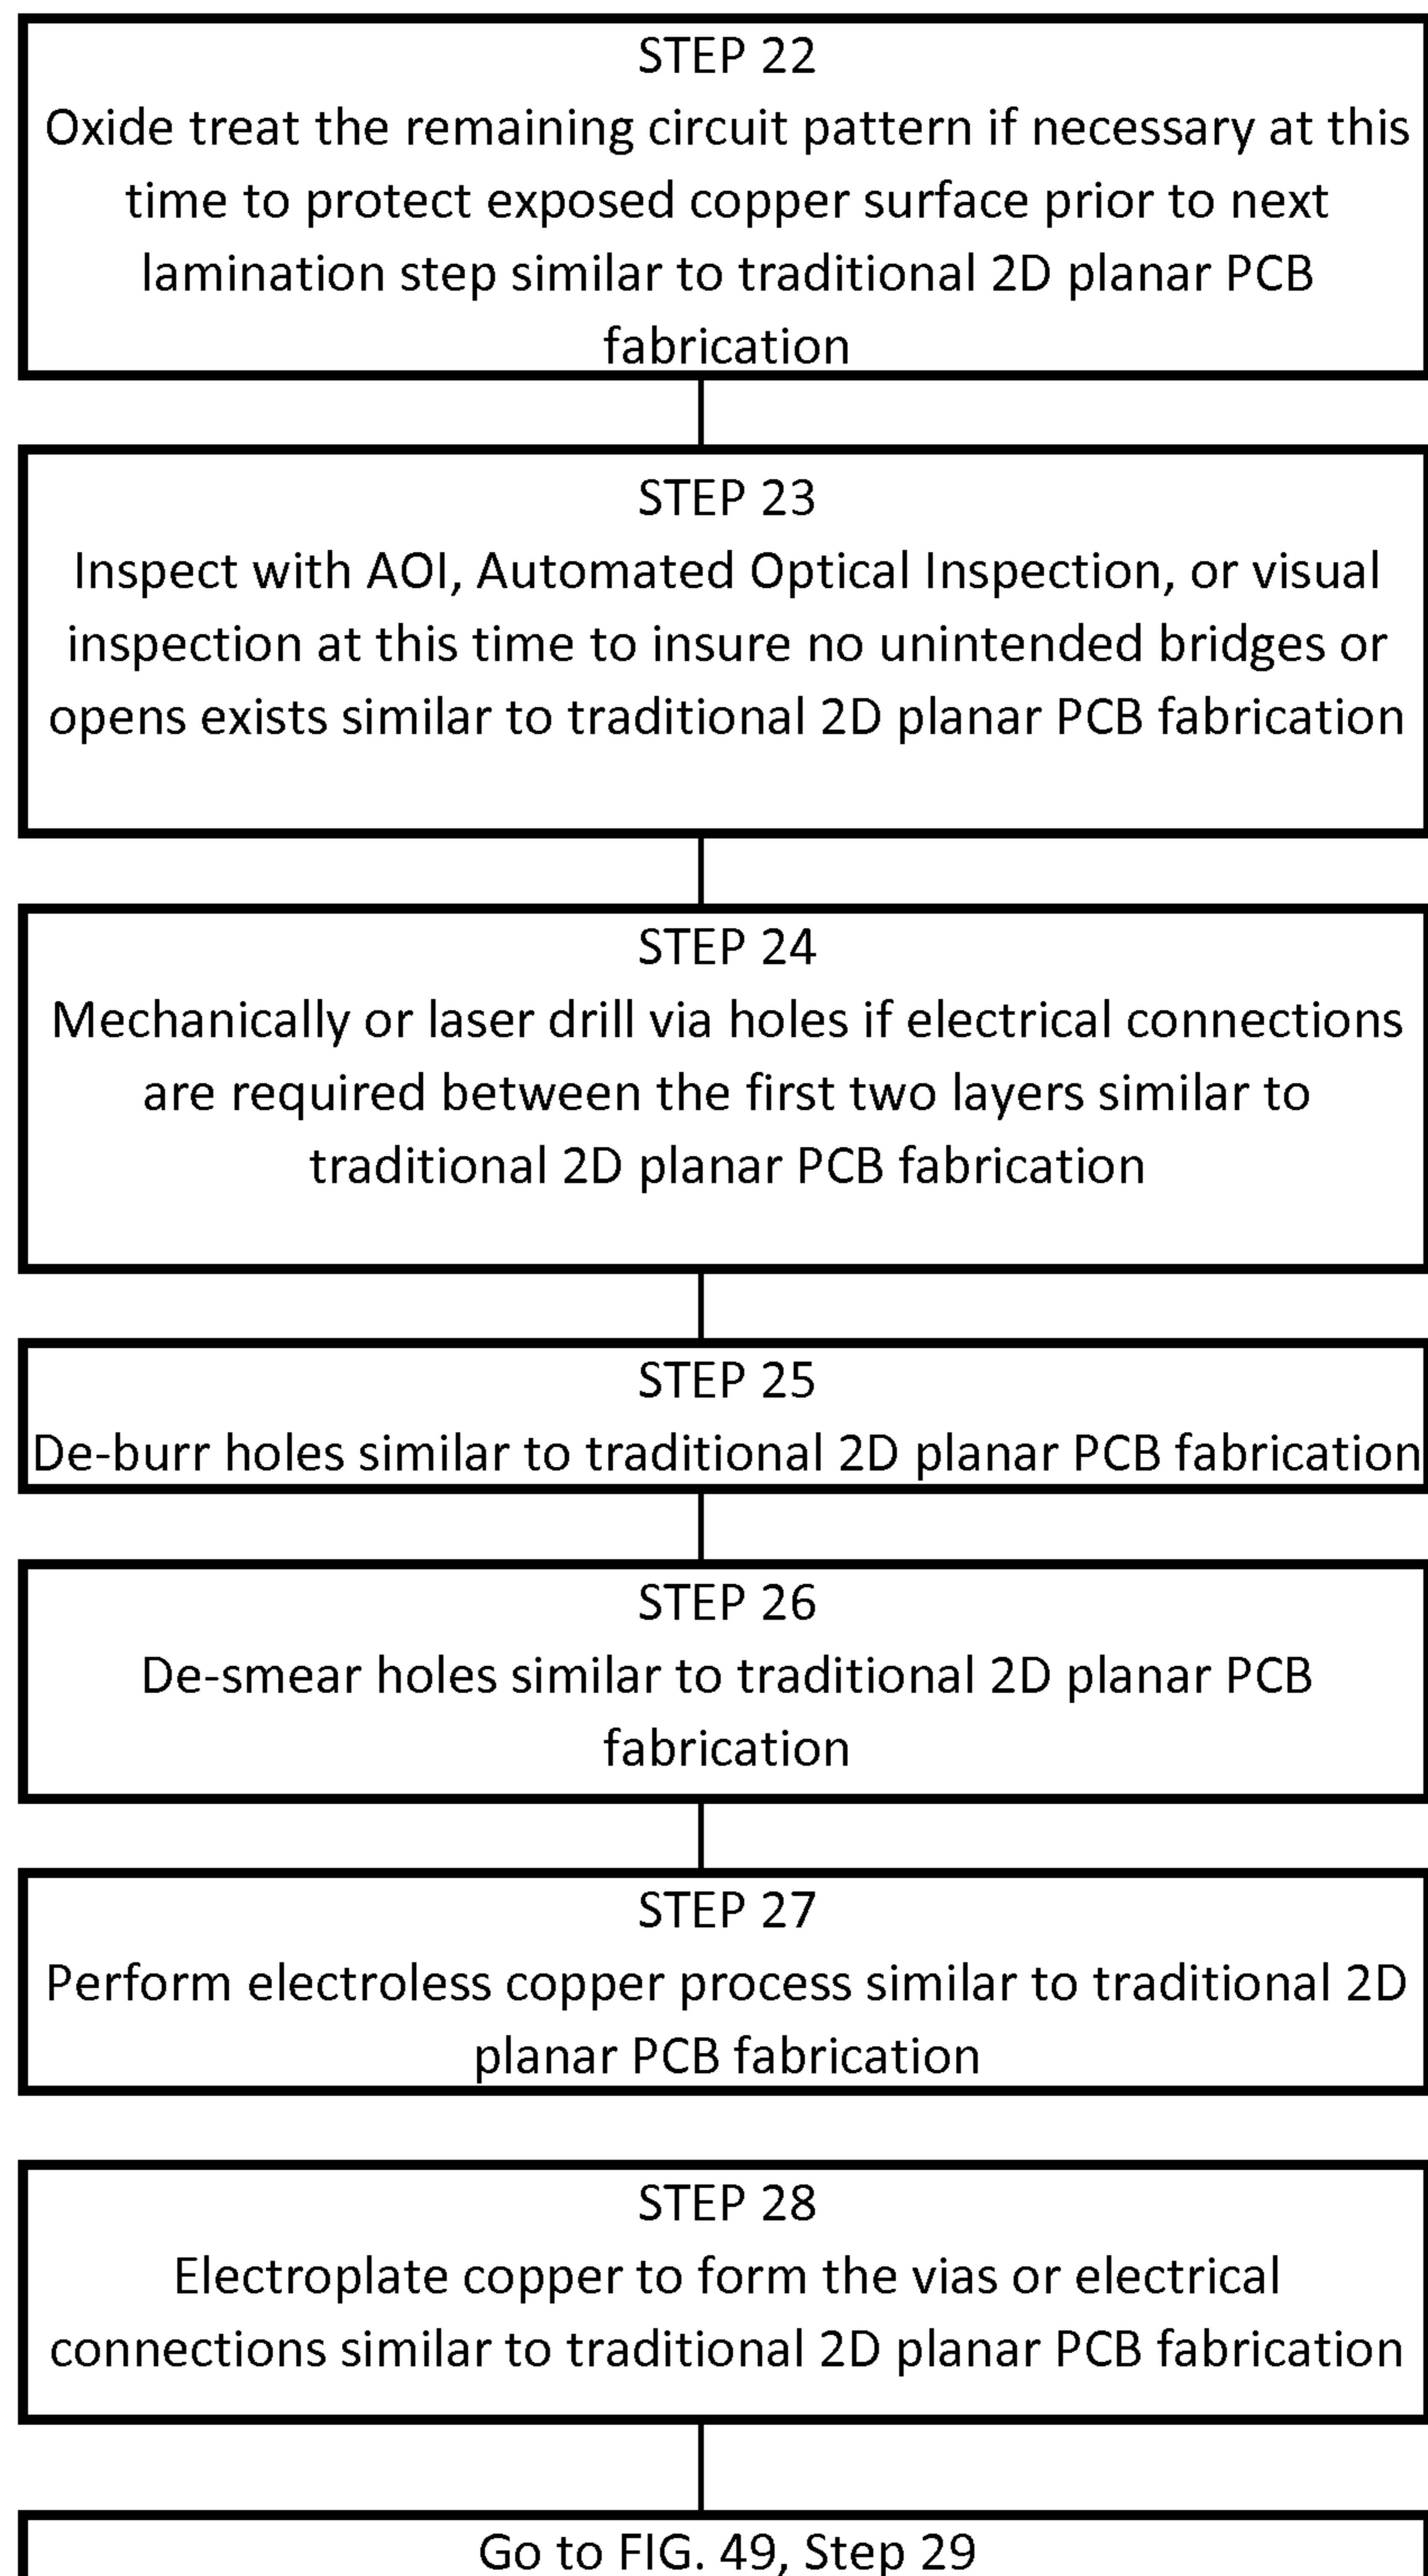 STEP 22
Oxide treat the remaining circuit pattern if necessary at this
time to protect exposed copper surface prior to next
lamination step similar to traditional 2D planar PCB
fabrication
STEP 23
Inspect with AOI, Automated Optical Inspection, or visual
inspection at this time to insure no unintended bridges or
opens exists similar to traditional 2D planar PCB fabrication
STEP 24
Mechanically or laser drill via holes if electrical connections
are required between the first two layers similar to
traditional 2D planar PCB fabrication
STEP 25
De-burr holes similar to traditional 2D planar PCB fabrication
STEP 26
De-smear holes similar to traditional 2D planar PCB
fabrication
STEP 27
Perform electroless copper process similar to traditional 2D
planar PCB fabrication
STEP 28
Electroplate copper to form the vias or electrical
connections similar to traditional 2D planar PCB fabrication
Go to FIG. 49, Step 29